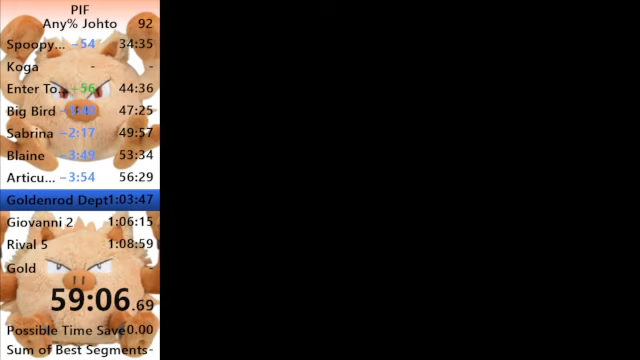 PIF
Any% Johto 92
Spoopy... -54 34:35
Koga - -
Enter To... +56 44:36
Big Bird -1:40 47:25
Sabrina -2:17 49:57
Blaine -3:49 53:34
Articu... -3:54 56:29
Goldenrod Dept 1:03:47
Giovanni 2 1:06:15
Rival 5 1:08:59
Gold
59:06.69
Possible Time Save 0.00
Sum of Best Segments -